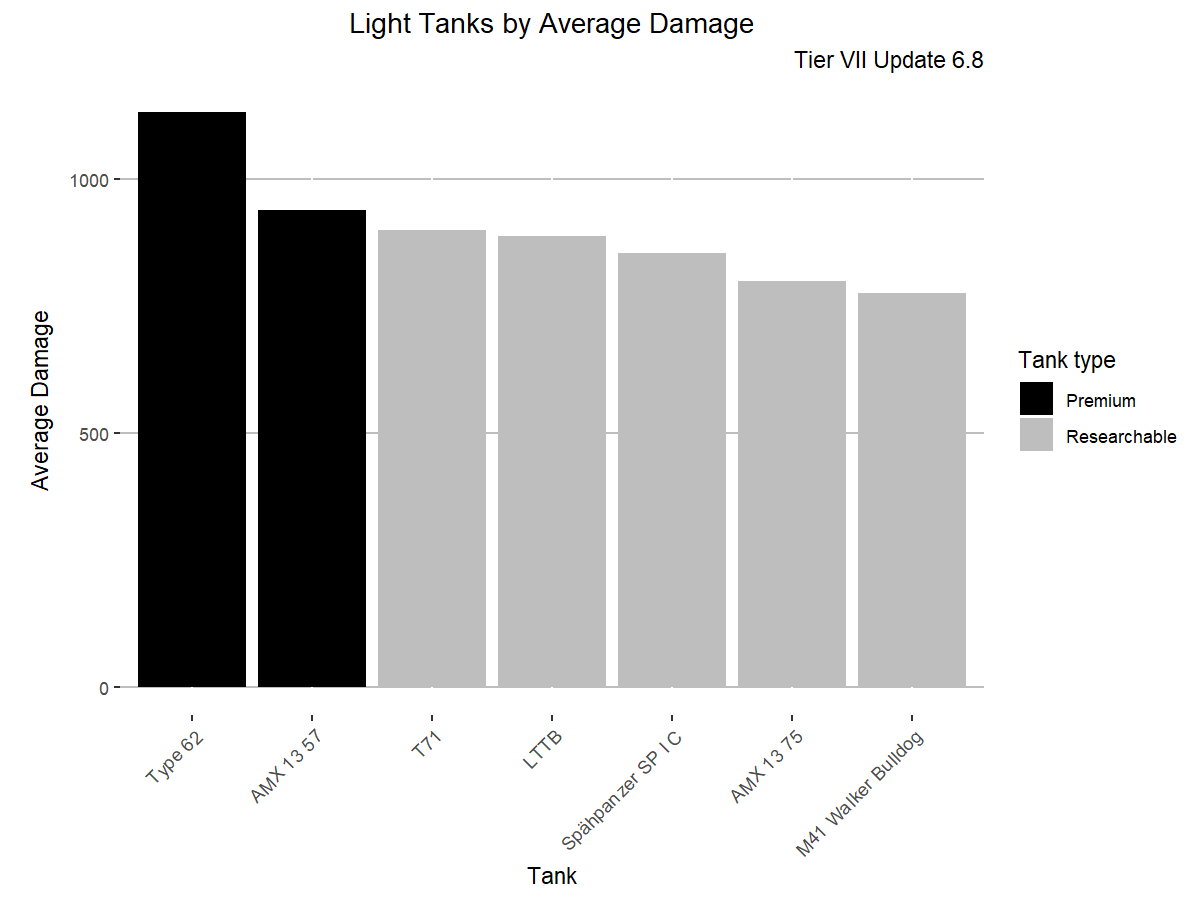 Light Tanks by Average Damage
Tier VII Update 6.8
Average Damage
1000
500
0
Type 62
AMX 13 57
T71
LTTB
Spähpanzer SP I C
AMX 13 75
M41 Walker Bulldog
Tank
Tank type
Premium
Researchable